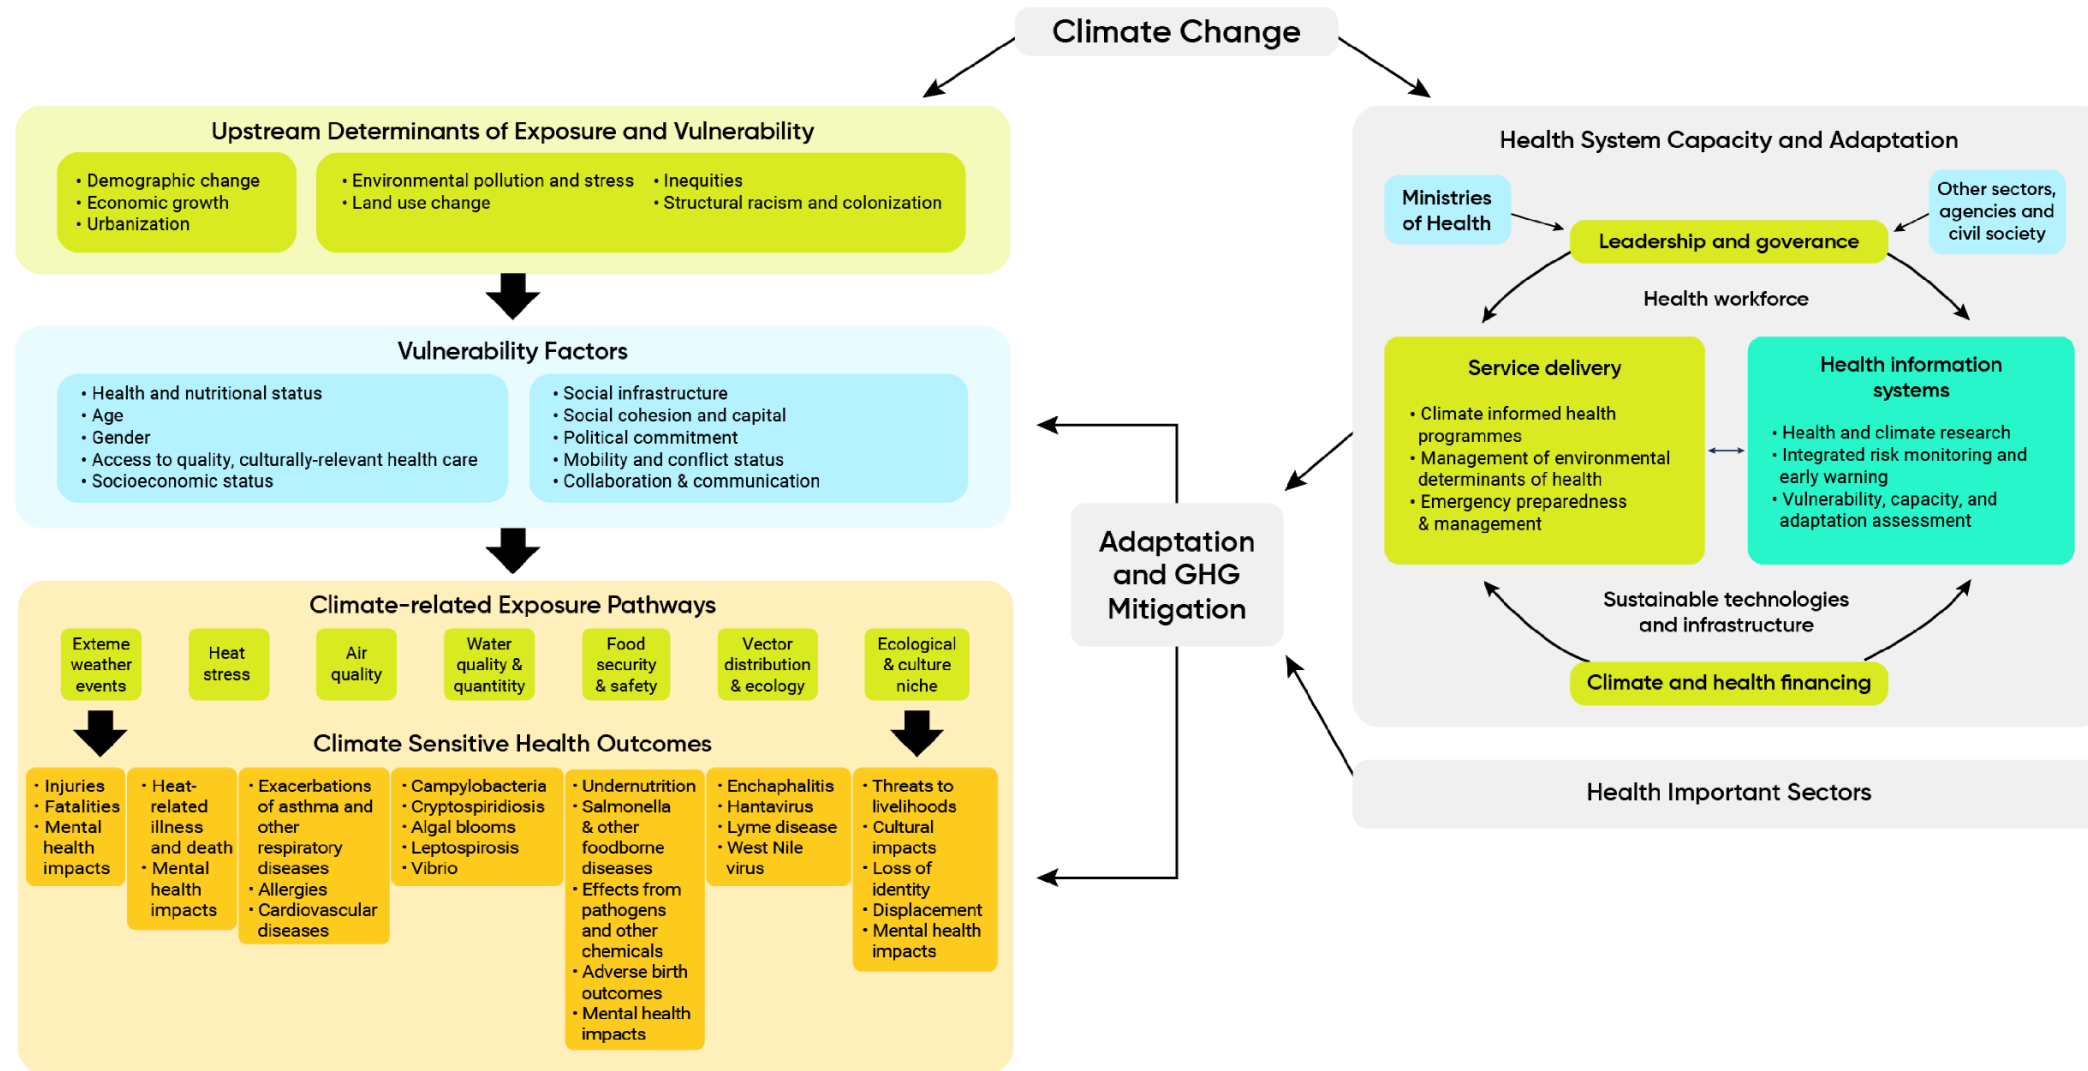 Climate Change
Upstream Determinants of Exposure and Vulnerability
• Demographic change
• Economic growth
• Urbanization
• Environmental pollution and stress
• Land use change
• Inequities
• Structural racism and colonization
Vulnerability Factors
• Health and nutritional status
• Age
• Gender
• Access to quality, culturally-relevant health care
• Socioeconomic status
• Social infrastructure
• Social cohesion and capital
• Political commitment
• Mobility and conflict status
• Collaboration & communication
Climate-related Exposure Pathways
Exteme
weather
events
Heat
stress
Air
quality
Water
quality &
quantitity
Food
security
& safety
Vector
distribution
& ecology
Ecological
& culture
niche
Climate Sensitive Health Outcomes
• Injuries
• Fatalities
• Mental
health
impacts
• Heat-
related
illness
and death
• Mental
health
impacts
• Exacerbations
of asthma and
other
respiratory
diseases
• Allergies
• Cardiovascular
diseases
• Campylobacteria
• Cryptospiridiosis
• Algal blooms
• Leptospirosis
• Vibrio
• Undernutrition
• Salmonella
& other
foodborne
diseases
• Effects from
pathogens
and other
chemicals
• Adverse birth
outcomes
• Mental health
impacts
• Enchaphalitis
• Hantavirus
• Lyme disease
• West Nile
virus
• Threats to
livelihoods
• Cultural
impacts
• Loss of
identity
• Displacement
• Mental health
impacts
Adaptation
and GHG
Mitigation
Health System Capacity and Adaptation
Ministries
of Health
Other sectors,
agencies and
civil society
Leadership and goverance
Health workforce
Service delivery
• Climate informed health
programmes
• Management of environmental
determinants of health
• Emergency preparedness
& management
Health information
systems
• Health and climate research
• Integrated risk monitoring and
early warning
• Vulnerability, capacity, and
adaptation assessment
Sustainable technologies
and infrastructure
Climate and health financing
Health Important Sectors